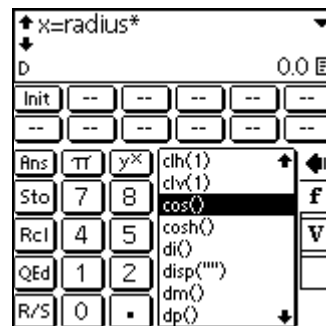 x=radius*
D 0.0
Init -- -- -- -- --
-- -- -- -- -- --
Ans π yˣ clh(1)
clv(1)
Sto 7 8 cos() f
cosh()
Rcl 4 5 di() V
QEd 1 2 disp("")
dm()
R/S 0 . dp()